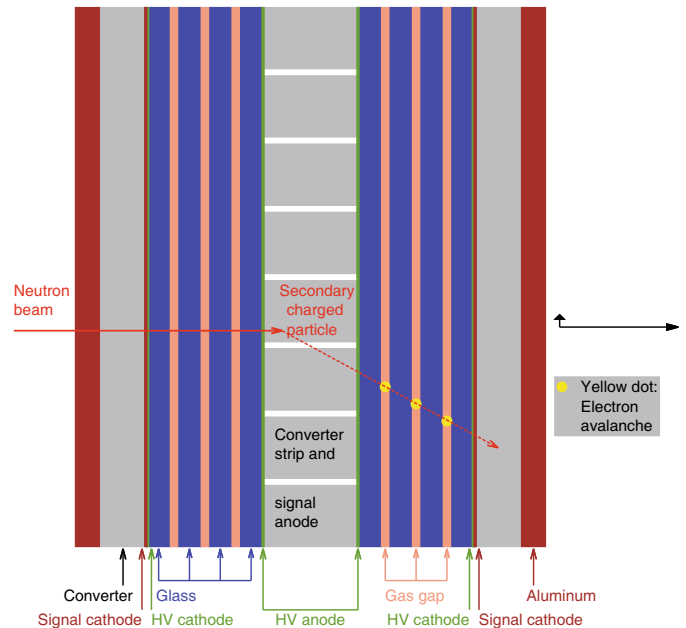 Neutron
beam
Secondary
charged
particle
Yellow dot:
Electron
avalanche
Converter
strip and
signal
anode
Converter
Glass
Gas gap
Aluminum
Signal cathode
HV cathode
HV anode
HV cathode
Signal cathode